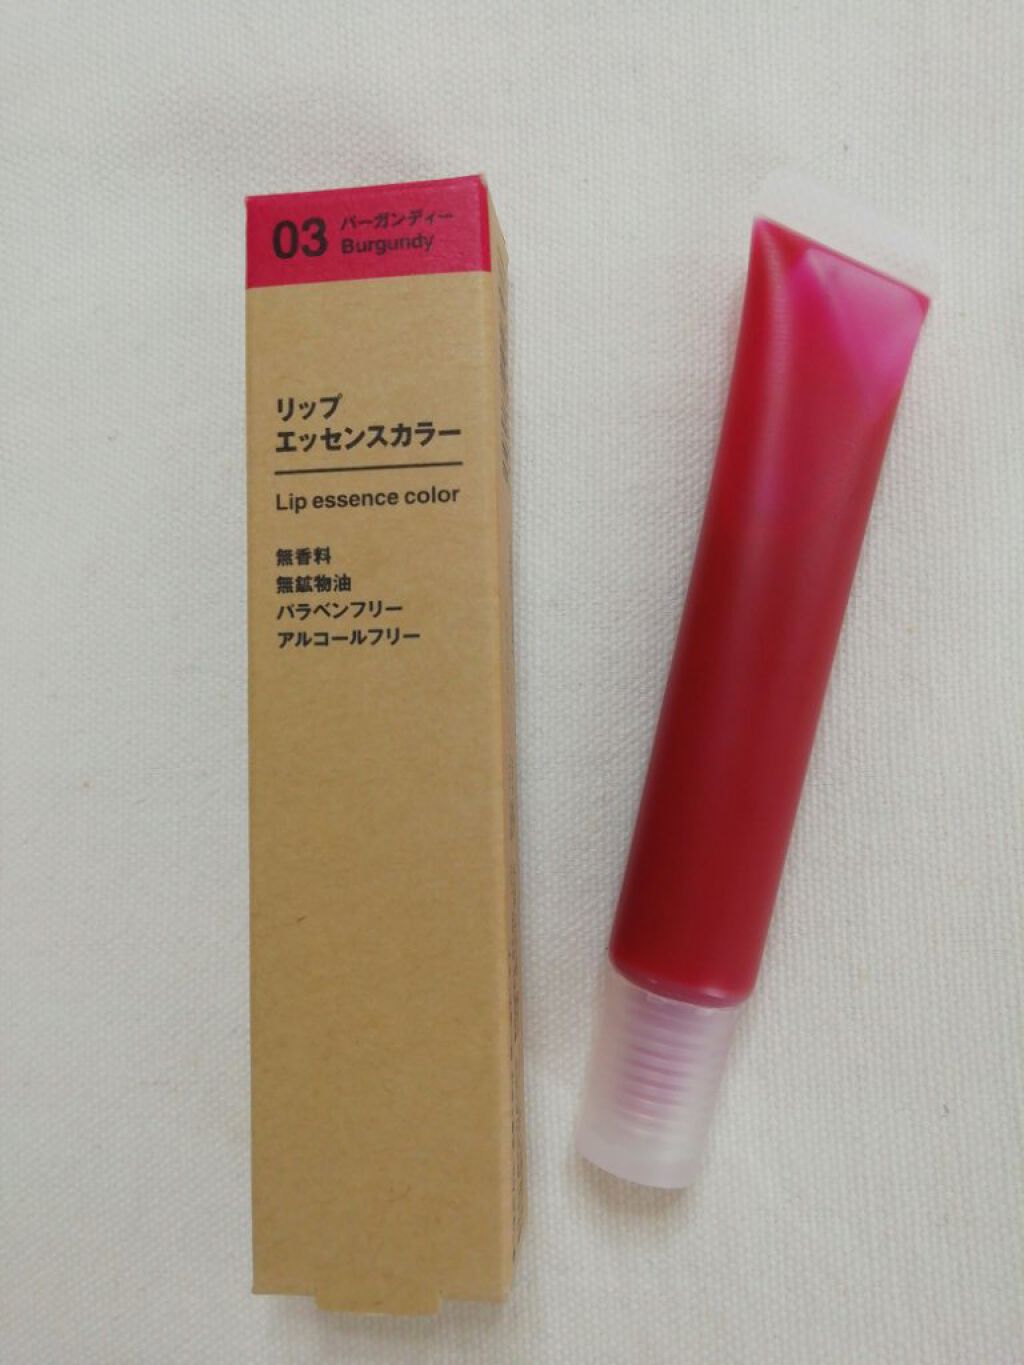 03 バーガンディー
Burgundy
リップ
エッセンスカラー
Lip essence color
無香料
無鉱物油
パラベンフリー
アルコールフリー